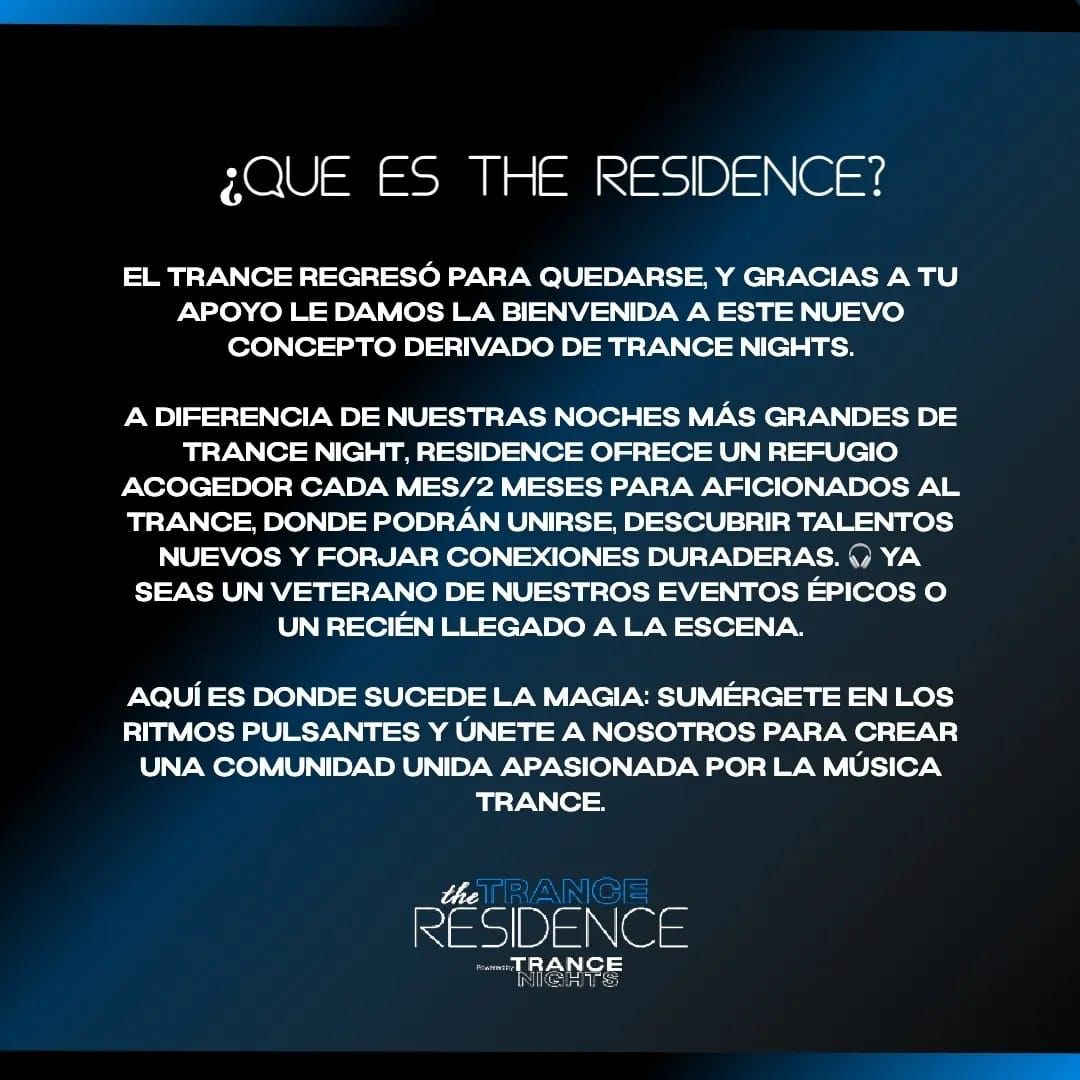 ¿QUE ES THE RESIDENCE?
EL TRANCE REGRESÓ PARA QUEDARSE, Y GRACIAS A TU
APOYO LE DAMOS LA BIENVENIDA A ESTE NUEVO
CONCEPTO DERIVADO DE TRANCE NIGHTS.
A DIFERENCIA DE NUESTRAS NOCHES MÁS GRANDES DE
TRANCE NIGHT, RESIDENCE OFRECE UN REFUGIO
ACOGEDOR CADA MES/2 MESES PARA AFICIONADOS AL
TRANCE, DONDE PODRÁN UNIRSE, DESCUBRIR TALENTOS
NUEVOS Y FORJAR CONEXIONES DURADERAS. 🎧 YA
SEAS UN VETERANO DE NUESTROS EVENTOS ÉPICOS O
UN RECIÉN LLEGADO A LA ESCENA.
AQUÍ ES DONDE SUCEDE LA MAGIA: SUMÉRGETE EN LOS
RITMOS PULSANTES Y ÚNETE A NOSOTROS PARA CREAR
UNA COMUNIDAD UNIDA APASIONADA POR LA MÚSICA
TRANCE.
the TRANCE
RESIDENCE
Powered by TRANCE
NIGHTS